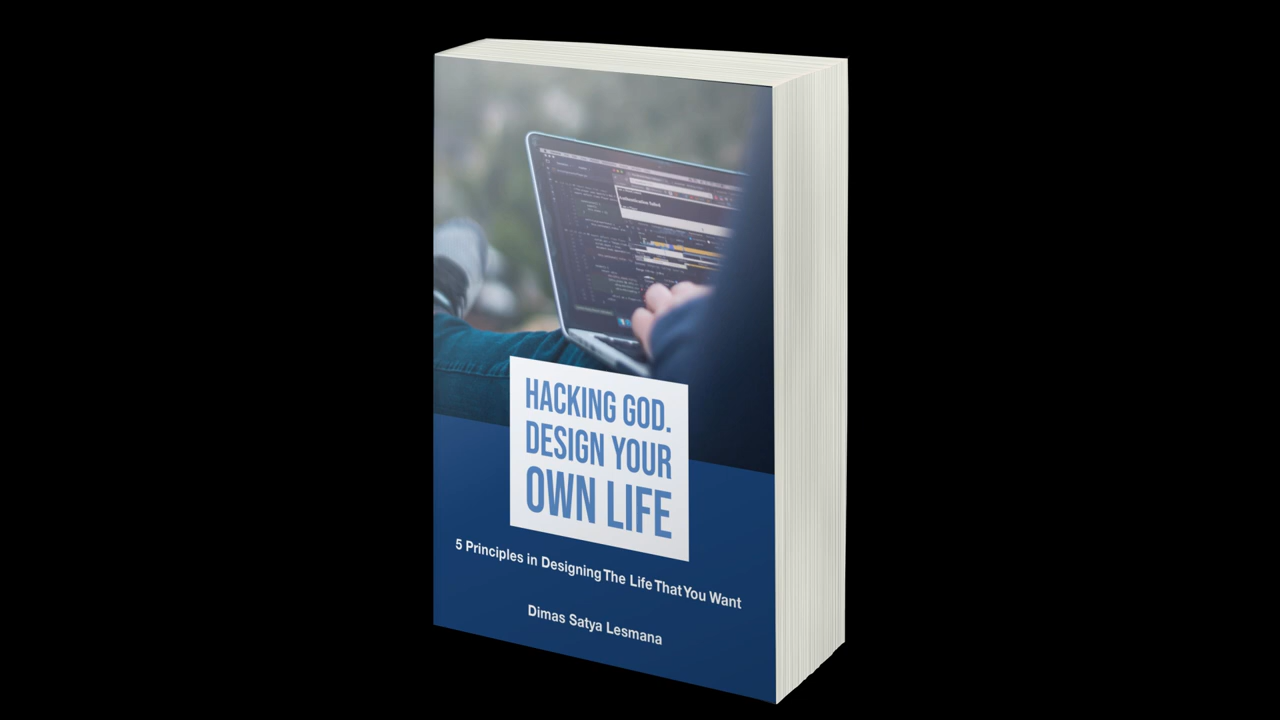 HACKING GOD.
DESIGN YOUR
OWN LIFE
5 Principles in Designing The Life That You Want
Dimas Satya Lesmana